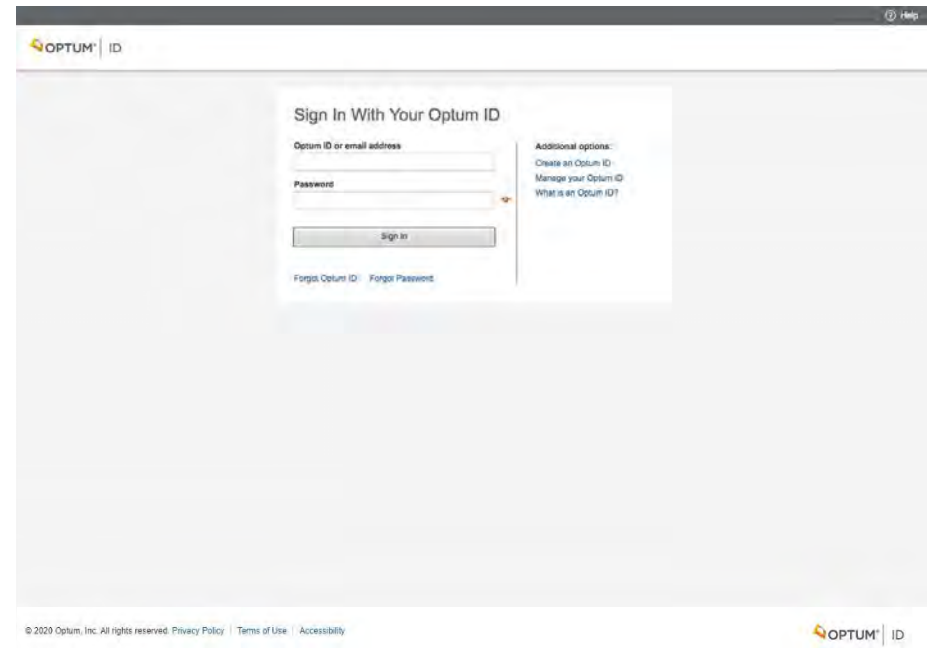 Help
OPTUM® ID
Sign In With Your Optum ID
Optum ID or email address
Password
Sign In
Forgot Optum ID Forgot Password
Additional options:
Create an Optum ID
Manage your Optum ID
What is an Optum ID?
© 2020 Optum, Inc. All rights reserved. Privacy Policy | Terms of Use | Accessibility
OPTUM® ID